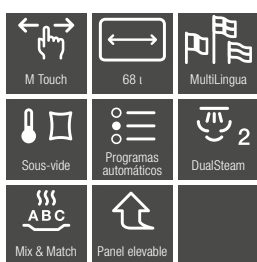 M Touch
68 l
MultiLingua
Sous-vide
Programas
automáticos
2
DualSteam
ABC
Mix & Match
Panel elevable